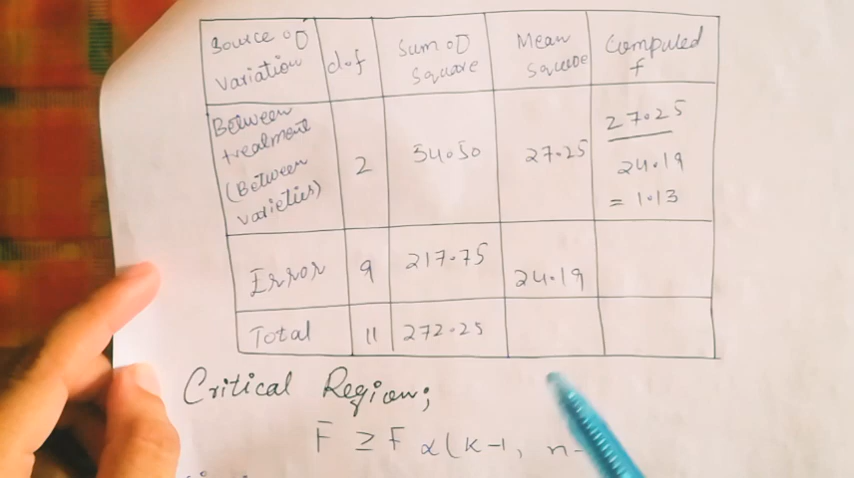 Source of
variation
d.f
Sum of
Square
Mean
Square
Computed
f
Between
treatment
(Between
varieties)
2
54.50
27.25
27.25
24.19
= 1.13
Error
9
217.75
24.19
Total
11
272.25
Critical Region;
F ≥ F α(k-1, n-